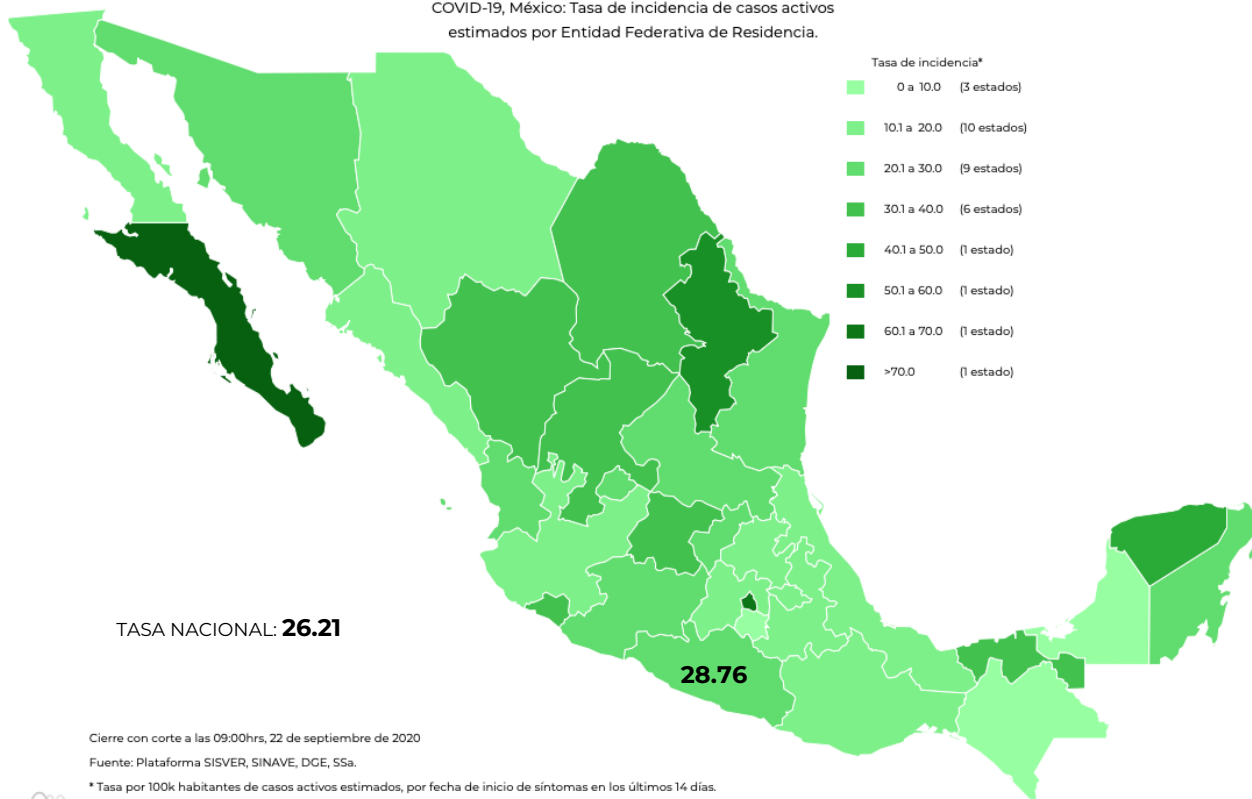 COVID-19, México: Tasa de incidencia de casos activos
estimados por Entidad Federativa de Residencia.
Tasa de incidencia*
0 a 10.0 (3 estados)
10.1 a 20.0 (10 estados)
20.1 a 30.0 (9 estados)
30.1 a 40.0 (6 estados)
40.1 a 50.0 (1 estado)
50.1 a 60.0 (1 estado)
60.1 a 70.0 (1 estado)
>70.0 (1 estado)
TASA NACIONAL: 26.21
28.76
Cierre con corte a las 09:00hrs, 22 de septiembre de 2020
Fuente: Plataforma SISVER, SINAVE, DGE, SSa.
* Tasa por 100k habitantes de casos activos estimados, por fecha de inicio de síntomas en los últimos 14 días.